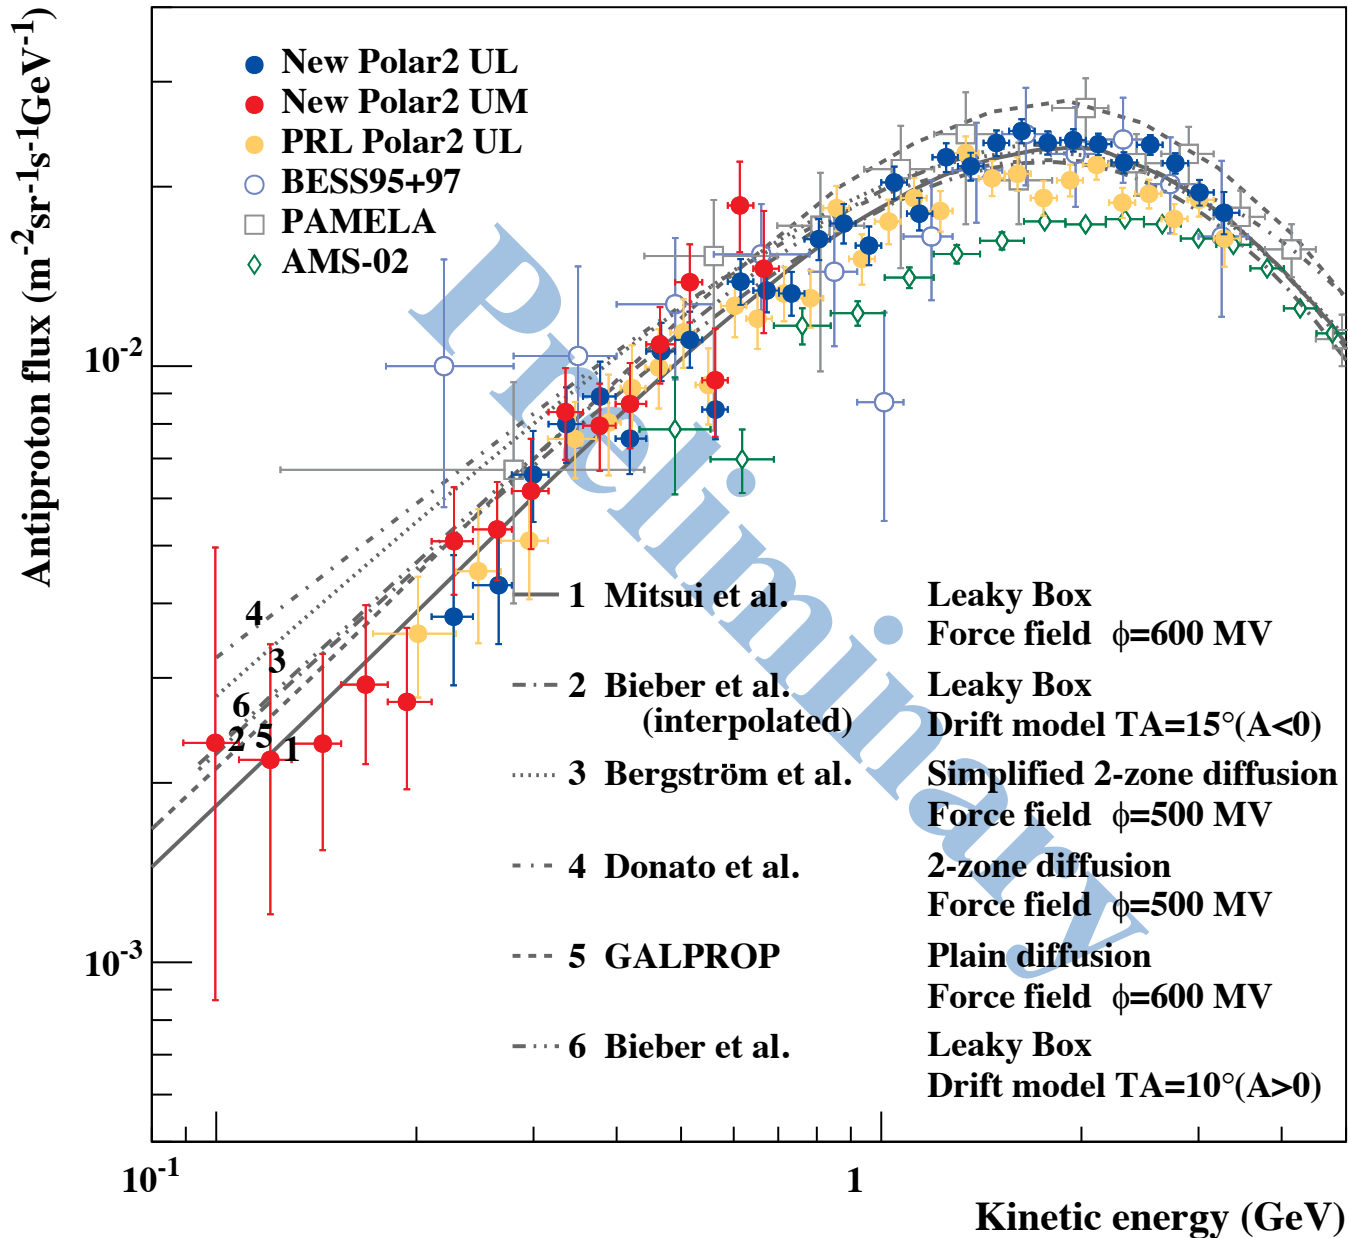 Antiproton flux (m⁻²sr⁻¹s⁻¹GeV⁻¹)
New Polar2 UL
New Polar2 UM
PRL Polar2 UL
BESS95+97
PAMELA
AMS-02
Preliminary
10⁻²
10⁻³
4
3
6
2 5 1
1 Mitsui et al. Leaky Box
Force field ϕ=600 MV
2 Bieber et al. Leaky Box
(interpolated) Drift model TA=15°(A<0)
3 Bergström et al. Simplified 2-zone diffusion
Force field ϕ=500 MV
4 Donato et al. 2-zone diffusion
Force field ϕ=500 MV
5 GALPROP Plain diffusion
Force field ϕ=600 MV
6 Bieber et al. Leaky Box
Drift model TA=10°(A>0)
10⁻¹ 1
Kinetic energy (GeV)